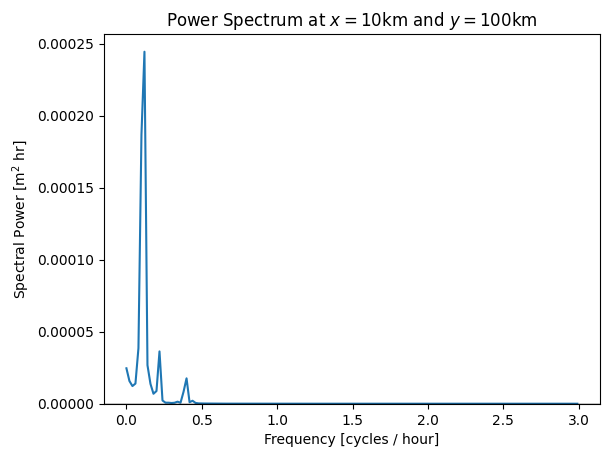 Power Spectrum at x = 10km and y = 100km
0.00025
0.00020
0.00015
0.00010
0.00005
0.00000
Spectral Power [m² hr]
0.0 0.5 1.0 1.5 2.0 2.5 3.0
Frequency [cycles / hour]